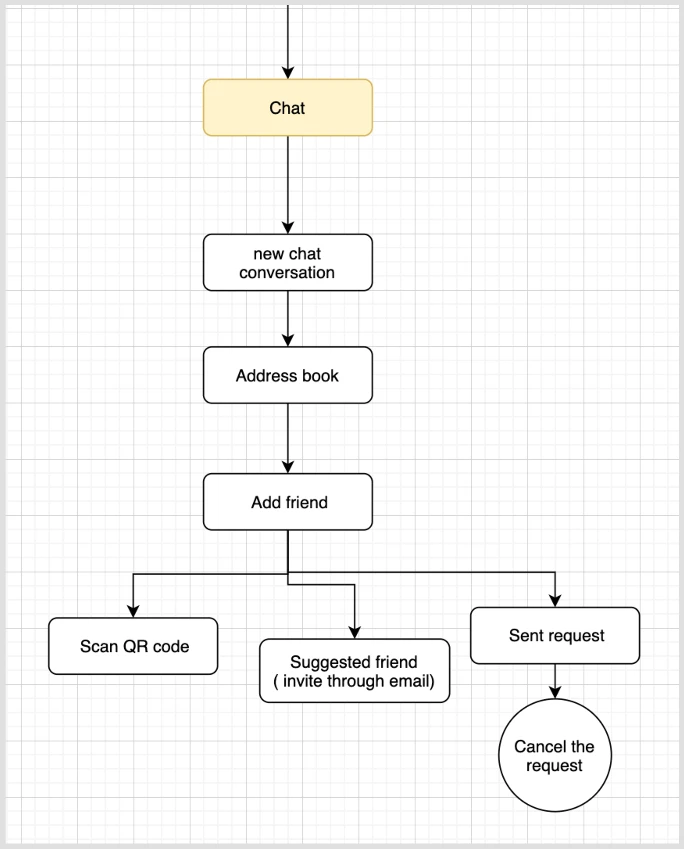 Chat
new chat
conversation
Address book
Add friend
Scan QR code
Suggested friend
( invite through email)
Sent request
Cancel the
request